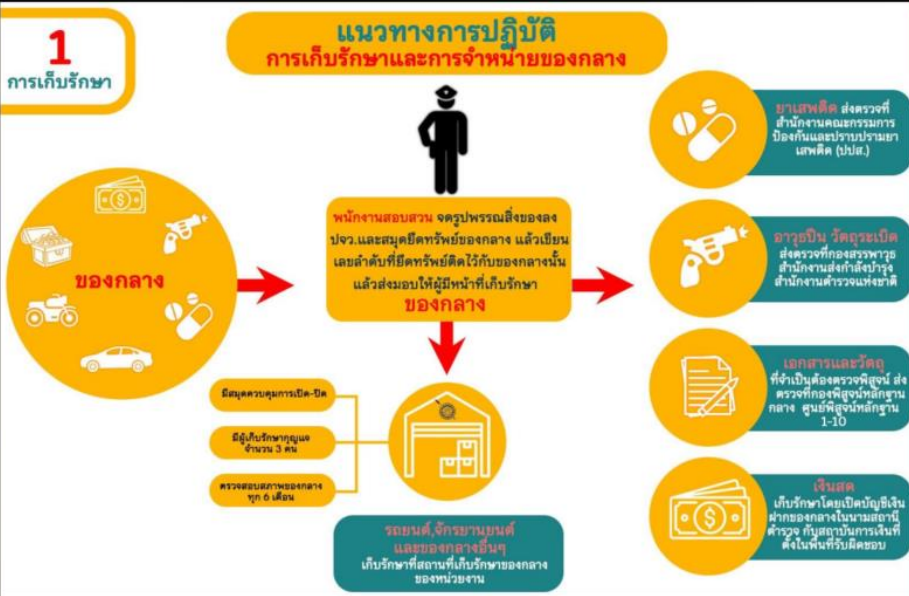 1
การเก็บรักษา
แนวทางการปฏิบัติ
การเก็บรักษาและการจำหน่ายของกลาง
ของกลาง
พนักงานสอบสวน จดรูปพรรณสิ่งของลง
ปจว.และสมุดยึดทรัพย์ของกลาง แล้วเขียน
เลขลำดับที่ยึดทรัพย์ติดไว้กับของกลางนั้น
แล้วส่งมอบให้ผู้มีหน้าที่เก็บรักษา
ของกลาง
มีสมุดควบคุมการเปิด-ปิด
มีผู้เก็บรักษากุญแจ
จำนวน 3 คน
ตรวจสอบสภาพของกลาง
ทุก 6 เดือน
รถยนต์,จักรยานยนต์
และของกลางอื่นๆ
เก็บรักษาที่สถานที่เก็บรักษาของกลาง
ของหน่วยงาน
ยาเสพติด ส่งตรวจที่
สำนักงานคณะกรรมการ
ป้องกันและปราบปรามยา
เสพติด (ปปส.)
อาวุธปืน วัตถุระเบิด
ส่งตรวจที่กองสรรพาวุธ
สำนักงานส่งกำลังบำรุง
สำนักงานตำรวจแห่งชาติ
เอกสารและวัตถุ
ที่จำเป็นต้องตรวจพิสูจน์ ส่ง
ตรวจที่กองพิสูจน์หลักฐาน
กลาง ศูนย์พิสูจน์หลักฐาน
1-10
เงินสด
เก็บรักษาโดยเปิดบัญชีเงิน
ฝากของกลางในนามสถานี
ตำรวจ กับสถาบันการเงินที่
ตั้งในพื้นที่รับผิดชอบ